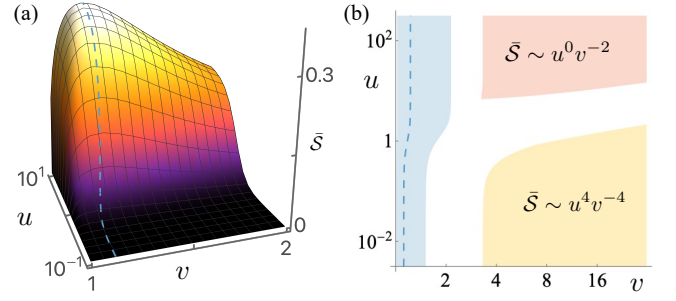 (a)
0.3
S̄
10¹
u
10⁻¹
0
1
v
2
(b)
10²
u
1
10⁻²
S̄ ∼ u⁰v⁻²
S̄ ∼ u⁴v⁻⁴
2 4 8 16 v